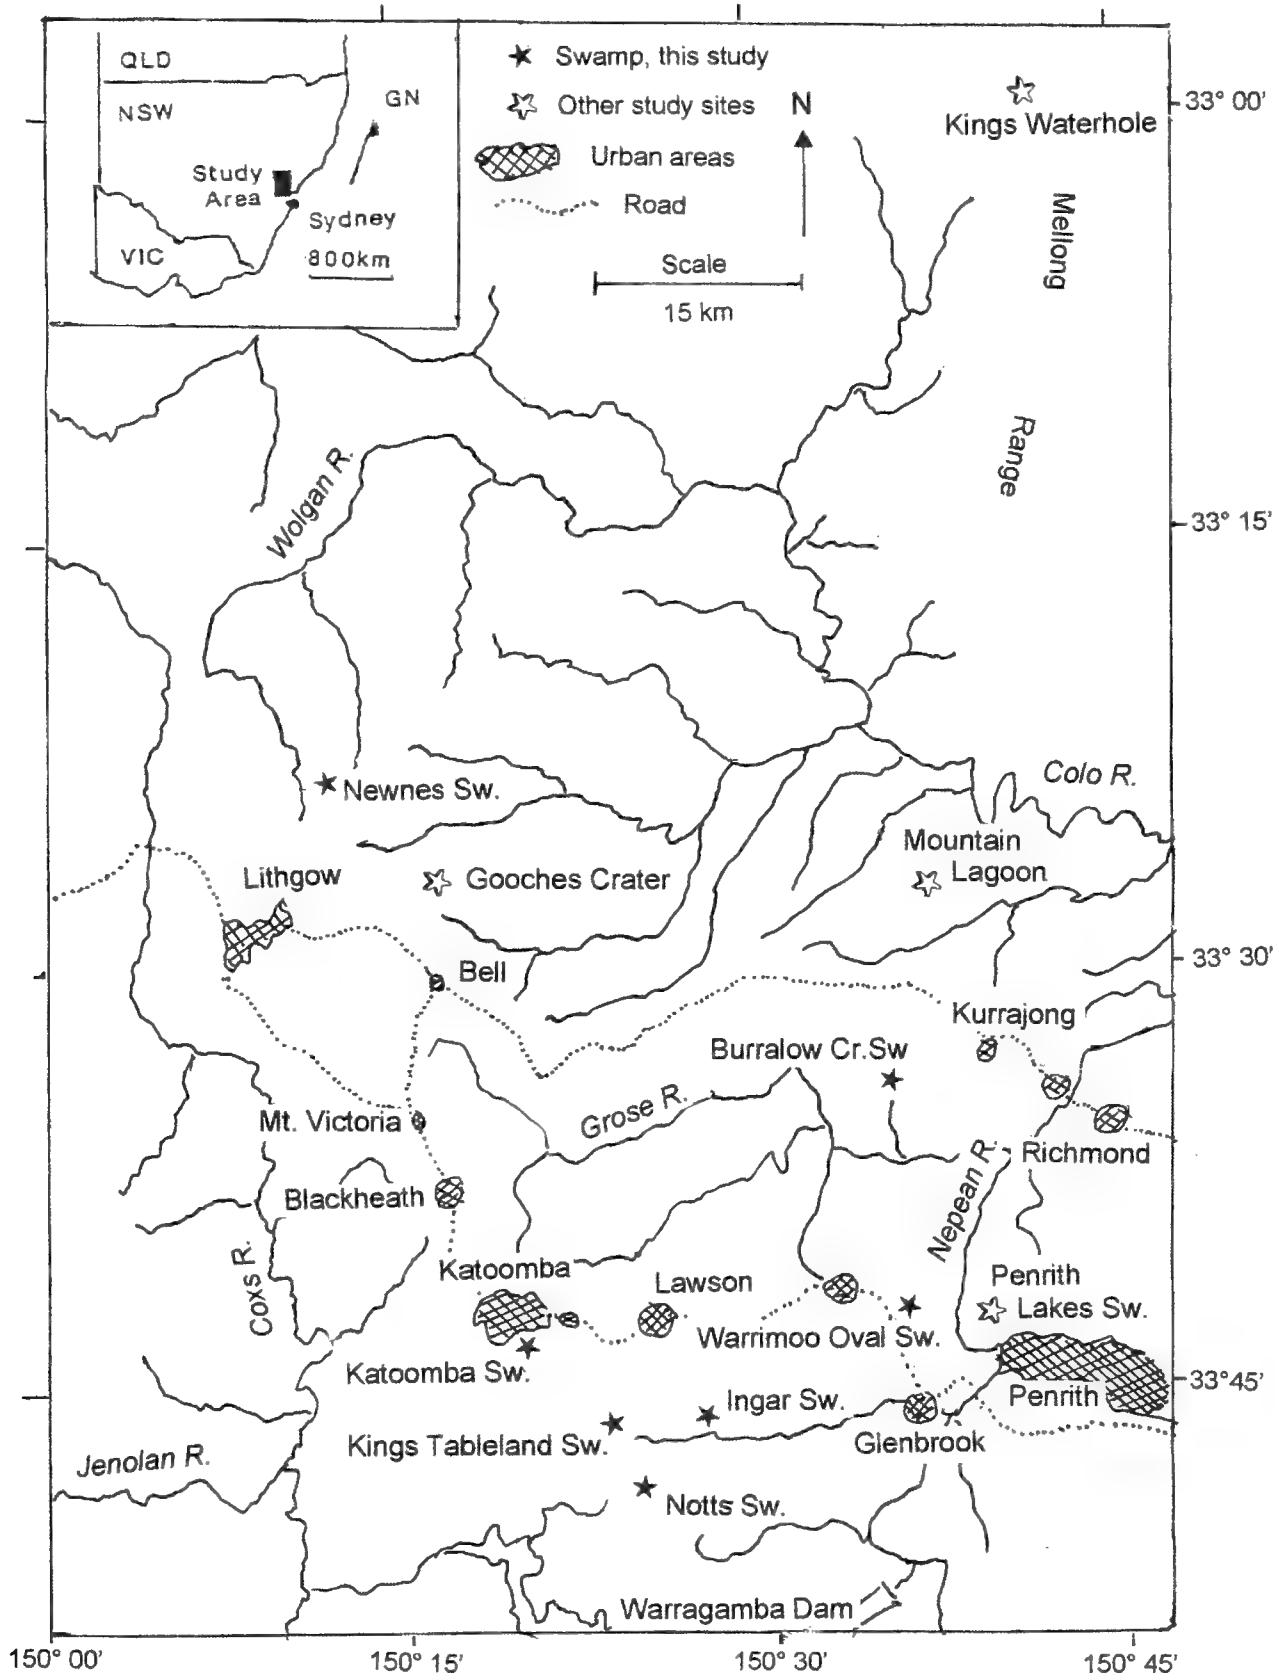 QLD
NSW
GN
Study
Area
Sydney
VIC
800km
Swamp, this study
Other study sites
N
Urban areas
Road
Scale
15 km
Kings Waterhole
33° 00'
Mellong
Range
Wolgan R.
33° 15'
Newnes Sw.
Colo R.
Mountain
Lagoon
Lithgow
Gooches Crater
Bell
33° 30'
Kurrajong
Burralow Cr.Sw
Grose R.
Mt. Victoria
Richmond
Nepean R.
Blackheath
Coxs R.
Katoomba
Lawson
Penrith
Lakes Sw.
Warrimoo Oval Sw.
Katoomba Sw.
33°45'
Ingar Sw.
Penrith
Kings Tableland Sw.
Glenbrook
Jenolan R.
Notts Sw.
Warragamba Dam
150° 00'
150° 15'
150° 30'
150° 45'